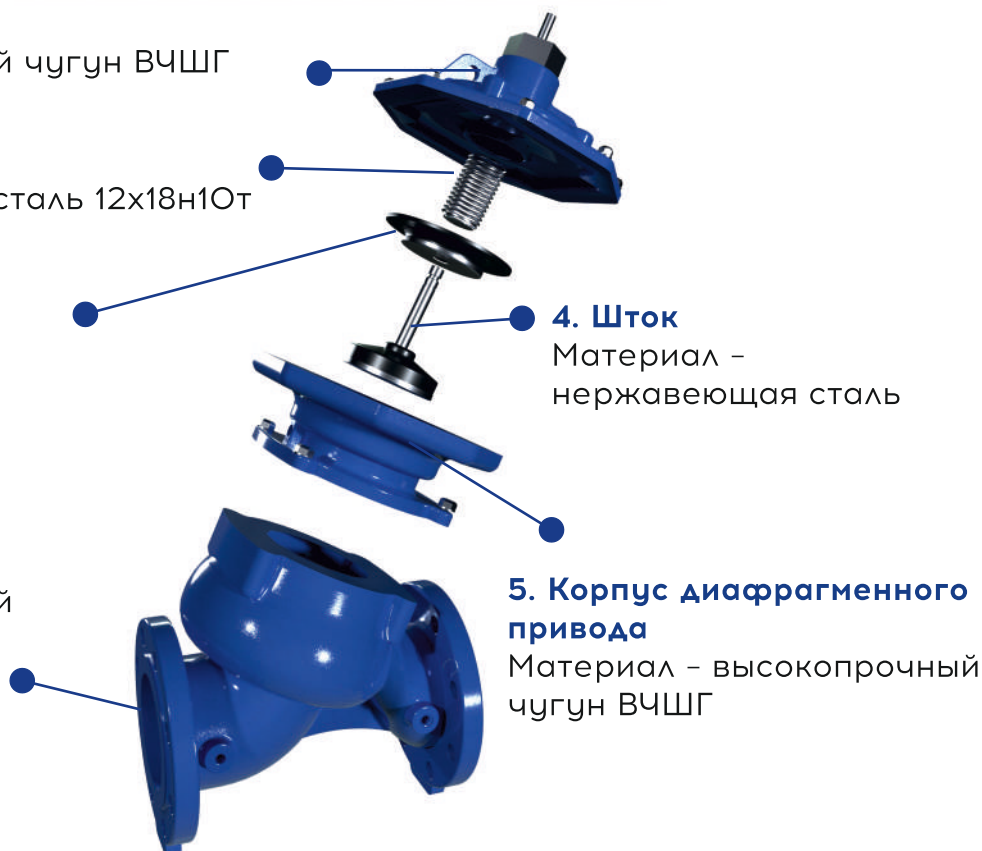 й чугун ВЧШГ
сталь 12х18н10т
4. Шток
Материал –
нержавеющая сталь
й
5. Корпус диафрагменного
привода
Материал – высокопрочный
чугун ВЧШГ